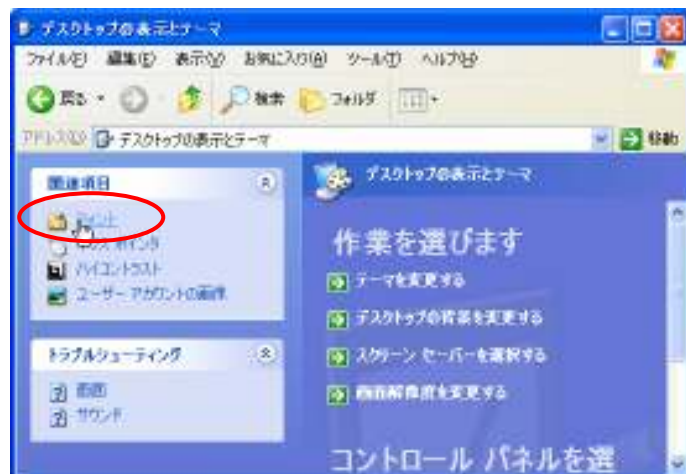 デスクトップの表示とテーマ
ファイル(F) 編集(E) 表示(V) お気に入り(A) ツール(T) ヘルプ(H)
戻る 検索 フォルダ
アドレス(D) デスクトップの表示とテーマ 移動
関連項目
フォント
マウス ポインタ
ハイコントラスト
ユーザー アカウントの画像
トラブルシューティング
画面
サウンド
デスクトップの表示とテーマ
作業を選びます
テーマを変更する
デスクトップの背景を変更する
スクリーン セーバーを選択する
画面解像度を変更する
コントロール パネルを選